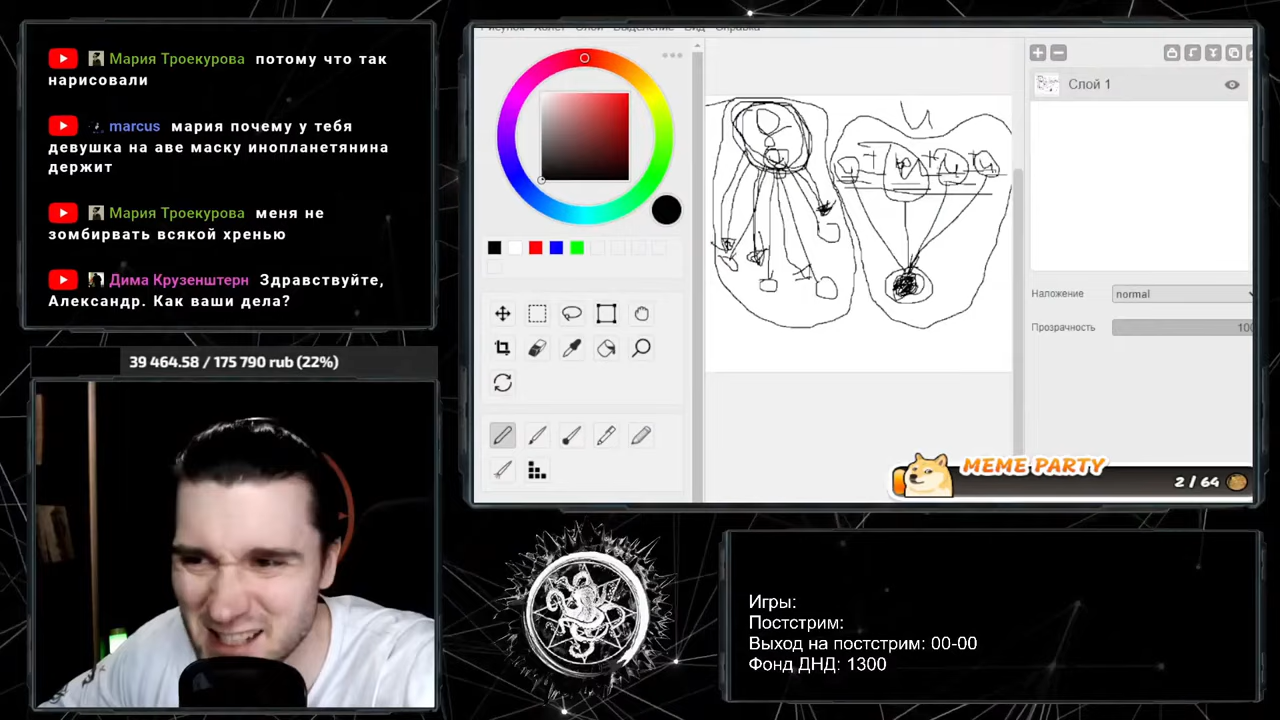 Мария Троекурова потому что так
нарисовали
marcus мария почему у тебя
девушка на аве маску инопланетянина
держит
Мария Троекурова меня не
зомбирвать всякой хренью
Дима Крузенштерн Здравствуйте,
Александр. Как ваши дела?
39 464.58 / 175 790 rub (22%)
Слой 1
Наложение normal
Прозрачность 100
MEME PARTY
2 / 64
Игры:
Постстрим:
Выход на постстрим: 00-00
Фонд ДНД: 1300